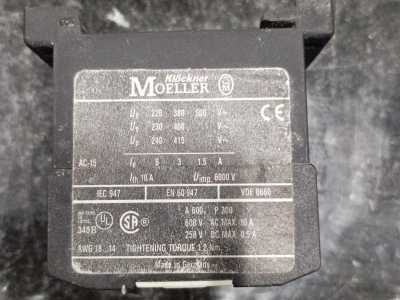 Klöckner
MOELLER
Ue 220 380 500 V~
Ue 230 400 V~
Ue 240 415 V~
CE
AC-15 Ie 6 3 1.5 A
Ith 10 A Uimp 6000 V
IEC 947 EN 60 947 VDE 0660
A 600, P 300
600 V AC MAX. 10 A
250 V DC MAX. 0.5 A
345B
AWG 18...14 TIGHTENING TORQUE 1.2 Nm
Made in Germany